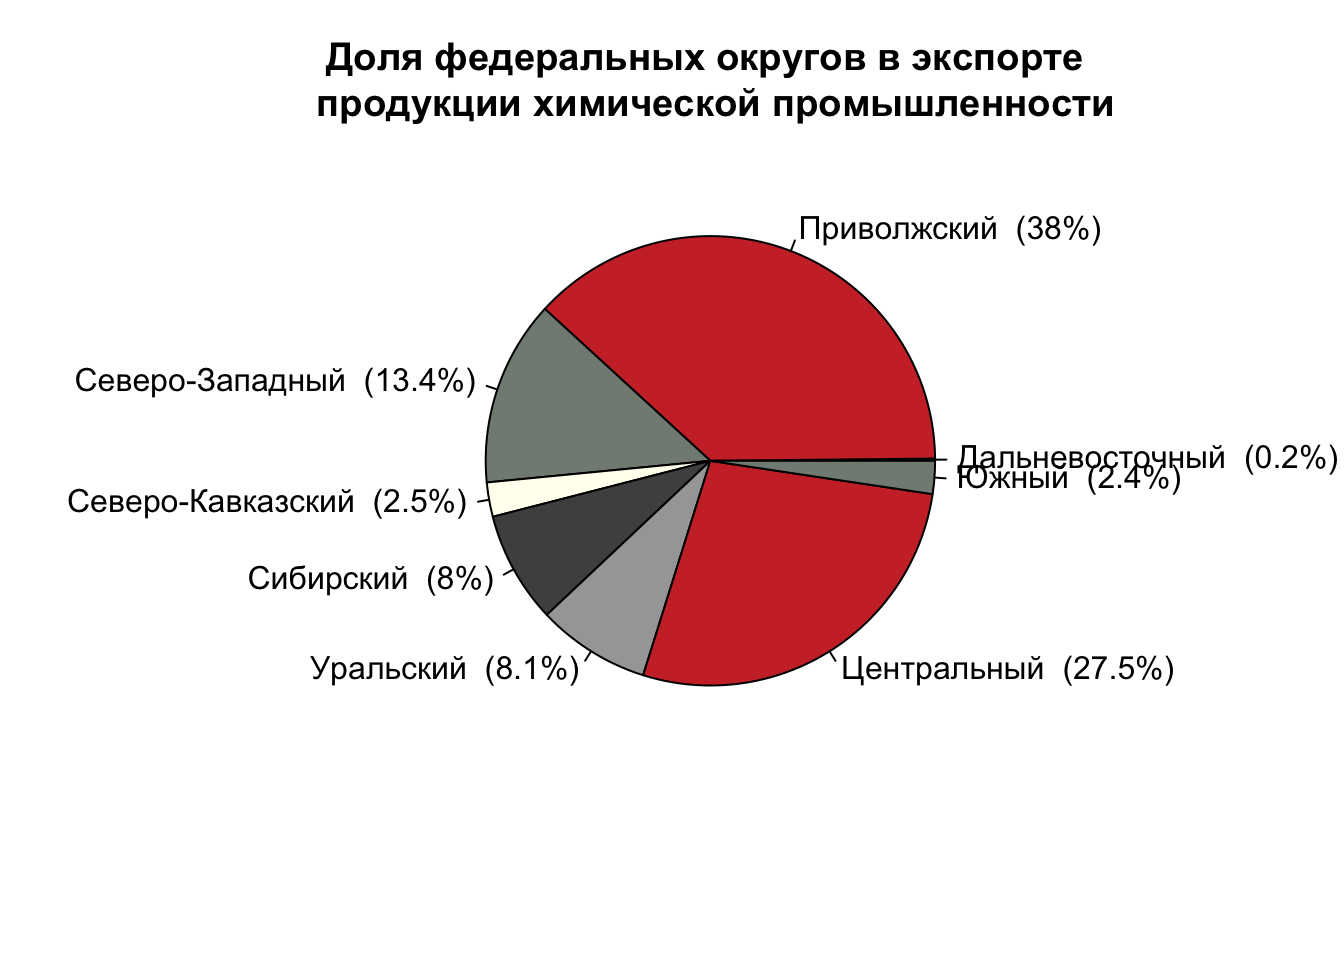 Доля федеральных округов в экспорте
продукции химической промышленности
Приволжский (38%)
Северо-Западный (13.4%)
Дальневосточный (0.2%)
Южный (2.4%)
Северо-Кавказский (2.5%)
Сибирский (8%)
Уральский (8.1%)
Центральный (27.5%)